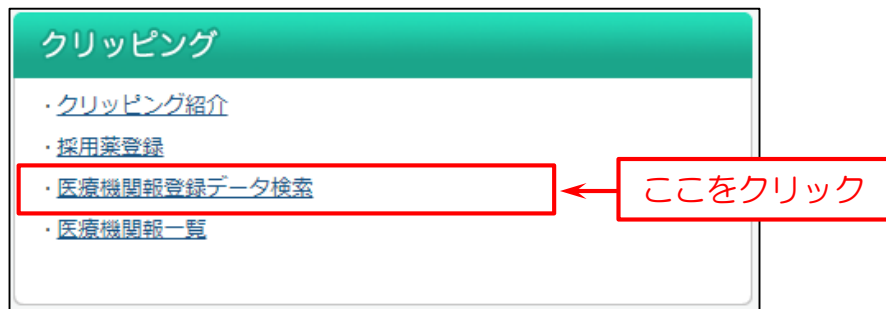 クリッピング
・クリッピング紹介
・採用薬登録
・医療機関報登録データ検索
ここをクリック
・医療機関報一覧